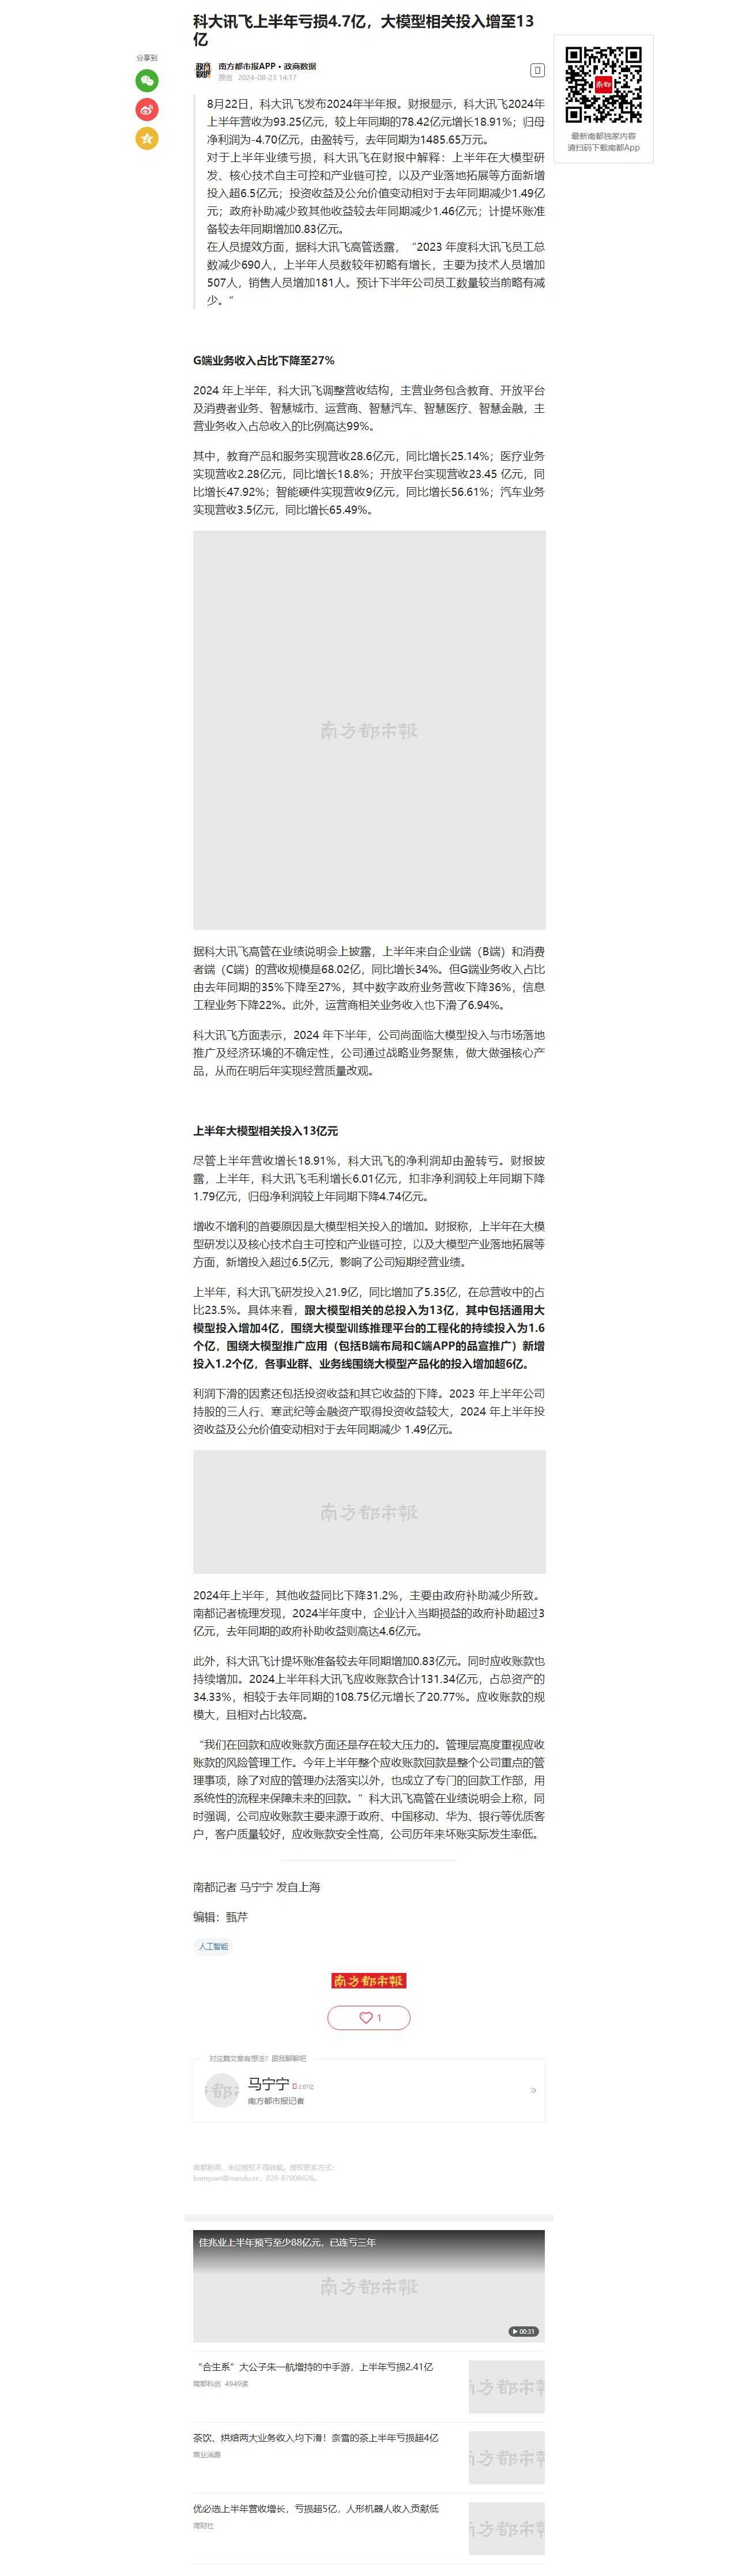 科大讯飞上半年亏损4.7亿，大模型相关投入增至13
亿
分享到
南方都市报APP • 政商数据
原创 2024-08-23 14:17
最新南都独家内容
请扫码下载南都App
8月22日，科大讯飞发布2024年半年报。财报显示，科大讯飞2024年
上半年营收为93.25亿元，较上年同期的78.42亿元增长18.91%；归母
净利润为-4.70亿元，由盈转亏，去年同期为1485.65万元。
对于上半年业绩亏损，科大讯飞在财报中解释：上半年在大模型研
发、核心技术自主可控和产业链可控，以及产业落地拓展等方面新增
投入超6.5亿元；投资收益及公允价值变动相对于去年同期减少1.49亿
元；政府补助减少致其他收益较去年同期减少1.46亿元；计提坏账准
备较去年同期增加0.83亿元。
在人员提效方面，据科大讯飞高管透露，“2023 年度科大讯飞员工总
数减少690人，上半年人员数较年初略有增长，主要为技术人员增加
507人，销售人员增加181人。预计下半年公司员工数量较当前略有减
少。”
G端业务收入占比下降至27%
2024 年上半年，科大讯飞调整营收结构，主营业务包含教育、开放平台
及消费者业务、智慧城市、运营商、智慧汽车、智慧医疗、智慧金融，主
营业务收入占总收入的比例高达99%。
其中，教育产品和服务实现营收28.6亿元，同比增长25.14%；医疗业务
实现营收2.28亿元，同比增长18.8%；开放平台实现营收23.45 亿元，同
比增长47.92%；智能硬件实现营收9亿元，同比增长56.61%；汽车业务
实现营收3.5亿元，同比增长65.49%。
南方都市報
据科大讯飞高管在业绩说明会上披露，上半年来自企业端（B端）和消费
者端（C端）的营收规模是68.02亿，同比增长34%。但G端业务收入占比
由去年同期的35%下降至27%，其中数字政府业务营收下降36%，信息
工程业务下降22%。此外，运营商相关业务收入也下滑了6.94%。
科大讯飞方面表示，2024 年下半年，公司尚面临大模型投入与市场落地
推广及经济环境的不确定性，公司通过战略业务聚焦，做大做强核心产
品，从而在明后年实现经营质量改观。
上半年大模型相关投入13亿元
尽管上半年营收增长18.91%，科大讯飞的净利润却由盈转亏。财报披
露，上半年，科大讯飞毛利增长6.01亿元，扣非净利润较上年同期下降
1.79亿元，归母净利润较上年同期下降4.74亿元。
增收不增利的首要原因是大模型相关投入的增加。财报称，上半年在大模
型研发以及核心技术自主可控和产业链可控，以及大模型产业落地拓展等
方面，新增投入超过6.5亿元，影响了公司短期经营业绩。
上半年，科大讯飞研发投入21.9亿，同比增加了5.35亿，在总营收中的占
比23.5%。具体来看，跟大模型相关的总投入为13亿，其中包括通用大
模型投入增加4亿，围绕大模型训练推理平台的工程化的持续投入为1.6
个亿，围绕大模型推广应用（包括B端布局和C端APP的品宣推广）新增
投入1.2个亿，各事业群、业务线围绕大模型产品化的投入增加超6亿。
利润下滑的因素还包括投资收益和其它收益的下降。2023 年上半年公司
持股的三人行、寒武纪等金融资产取得投资收益较大，2024 年上半年投
资收益及公允价值变动相对于去年同期减少 1.49亿元。
南方都市報
2024年上半年，其他收益同比下降31.2%，主要由政府补助减少所致。
南都记者梳理发现，2024半年度中，企业计入当期损益的政府补助超过3
亿元，去年同期的政府补助收益则高达4.6亿元。
此外，科大讯飞计提坏账准备较去年同期增加0.83亿元。同时应收账款也
持续增加。2024上半年科大讯飞应收账款合计131.34亿元，占总资产的
34.33%，相较于去年同期的108.75亿元增长了20.77%。应收账款的规
模大，且相对占比较高。
“我们在回款和应收账款方面还是存在较大压力的。管理层高度重视应收
账款的风险管理工作。今年上半年整个应收账款回款是整个公司重点的管
理事项，除了对应的管理办法落实以外，也成立了专门的回款工作部，用
系统性的流程来保障未来的回款。”科大讯飞高管在业绩说明会上称，同
时强调，公司应收账款主要来源于政府、中国移动、华为、银行等优质客
户，客户质量较好，应收账款安全性高，公司历年来坏账实际发生率低。
南都记者 马宁宁 发自上海
编辑：甄芹
人工智能
南方都市報
1
对这篇文章有想法？跟我聊聊吧
马宁宁
南方都市报记者
南都新闻，未经授权不得转载。授权联系方式：
banquan@nandu.cc，020-87006626。
佳兆业上半年预亏至少88亿元，已连亏三年
南方都市報
00:31
“合生系”大公子朱一航增持的中手游，上半年亏损2.41亿
南都科创 4949读
茶饮、烘焙两大业务收入均下滑！奈雪的茶上半年亏损超4亿
商业消费
优必选上半年营收增长，亏损超5亿，人形机器人收入贡献低
湾财社